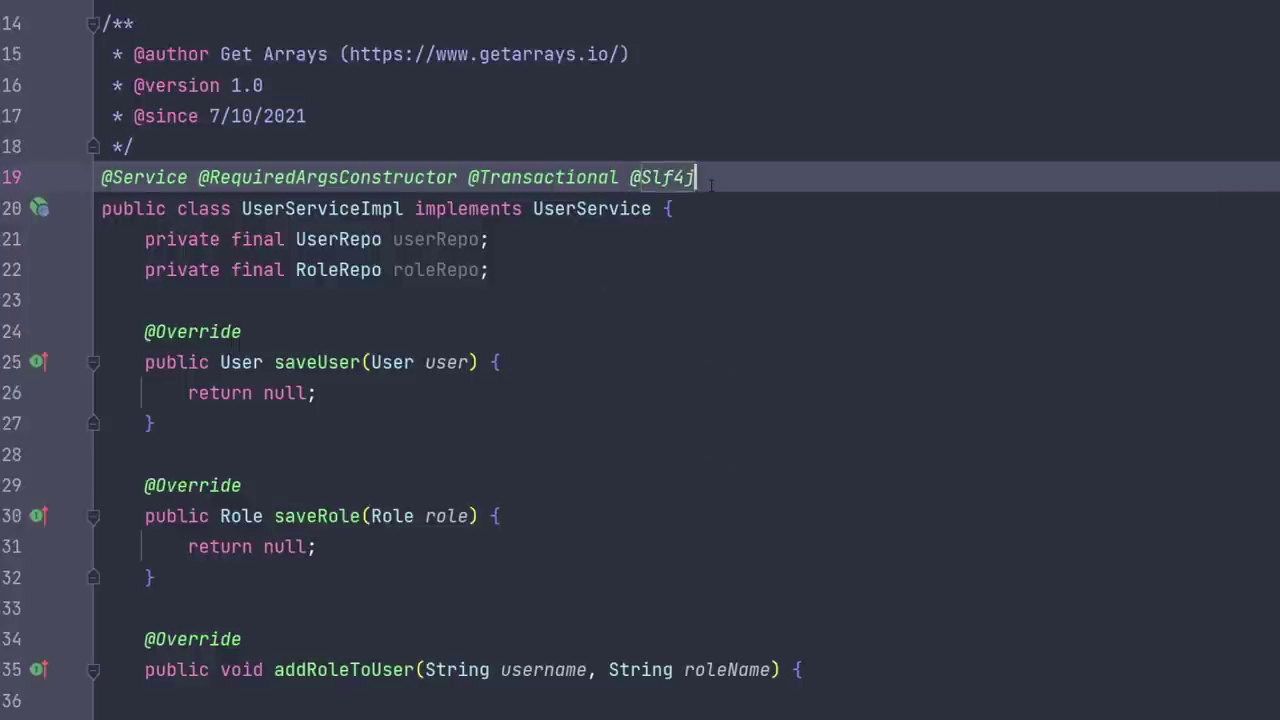 14 /**
15 * @author Get Arrays (https://www.getarrays.io/)
16 * @version 1.0
17 * @since 7/10/2021
18 */
19 @Service @RequiredArgsConstructor @Transactional @Slf4j
20 public class UserServiceImpl implements UserService {
21 private final UserRepo userRepo;
22 private final RoleRepo roleRepo;
23
24 @Override
25 public User saveUser(User user) {
26 return null;
27 }
28
29 @Override
30 public Role saveRole(Role role) {
31 return null;
32 }
33
34 @Override
35 public void addRoleToUser(String username, String roleName) {
36